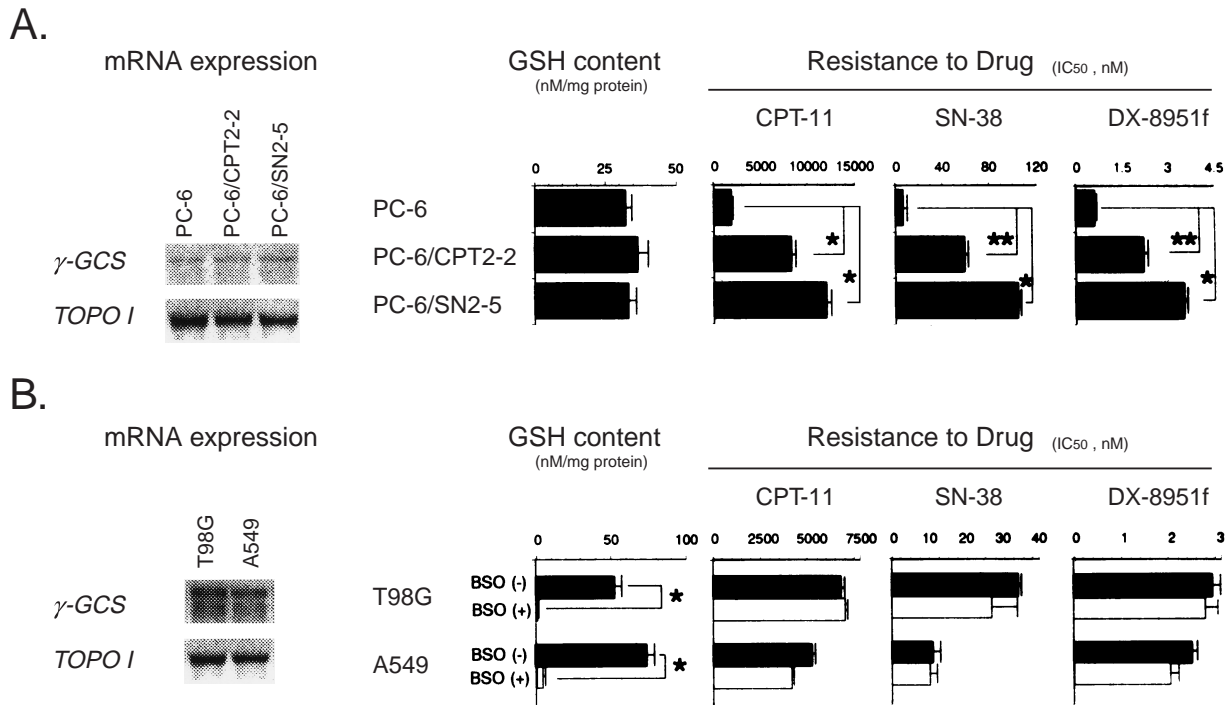 A.
mRNA expression
GSH content
(nM/mg protein)
Resistance to Drug (IC50 , nM)
CPT-11
SN-38
DX-8951f
PC-6
PC-6/CPT2-2
PC-6/SN2-5
0 25 50
0 5000 10000 15000
0 40 80 120
0 1.5 3 4.5
γ-GCS
TOPO I
PC-6
PC-6/CPT2-2
PC-6/SN2-5
★
★★
★★
★
★
★
B.
mRNA expression
GSH content
(nM/mg protein)
Resistance to Drug (IC50 , nM)
CPT-11
SN-38
DX-8951f
T98G
A549
0 50 100
0 2500 5000 7500
0 10 20 30 40
0 1 2 3
γ-GCS
TOPO I
T98G
BSO (-)
BSO (+)
★
A549
BSO (-)
BSO (+)
★